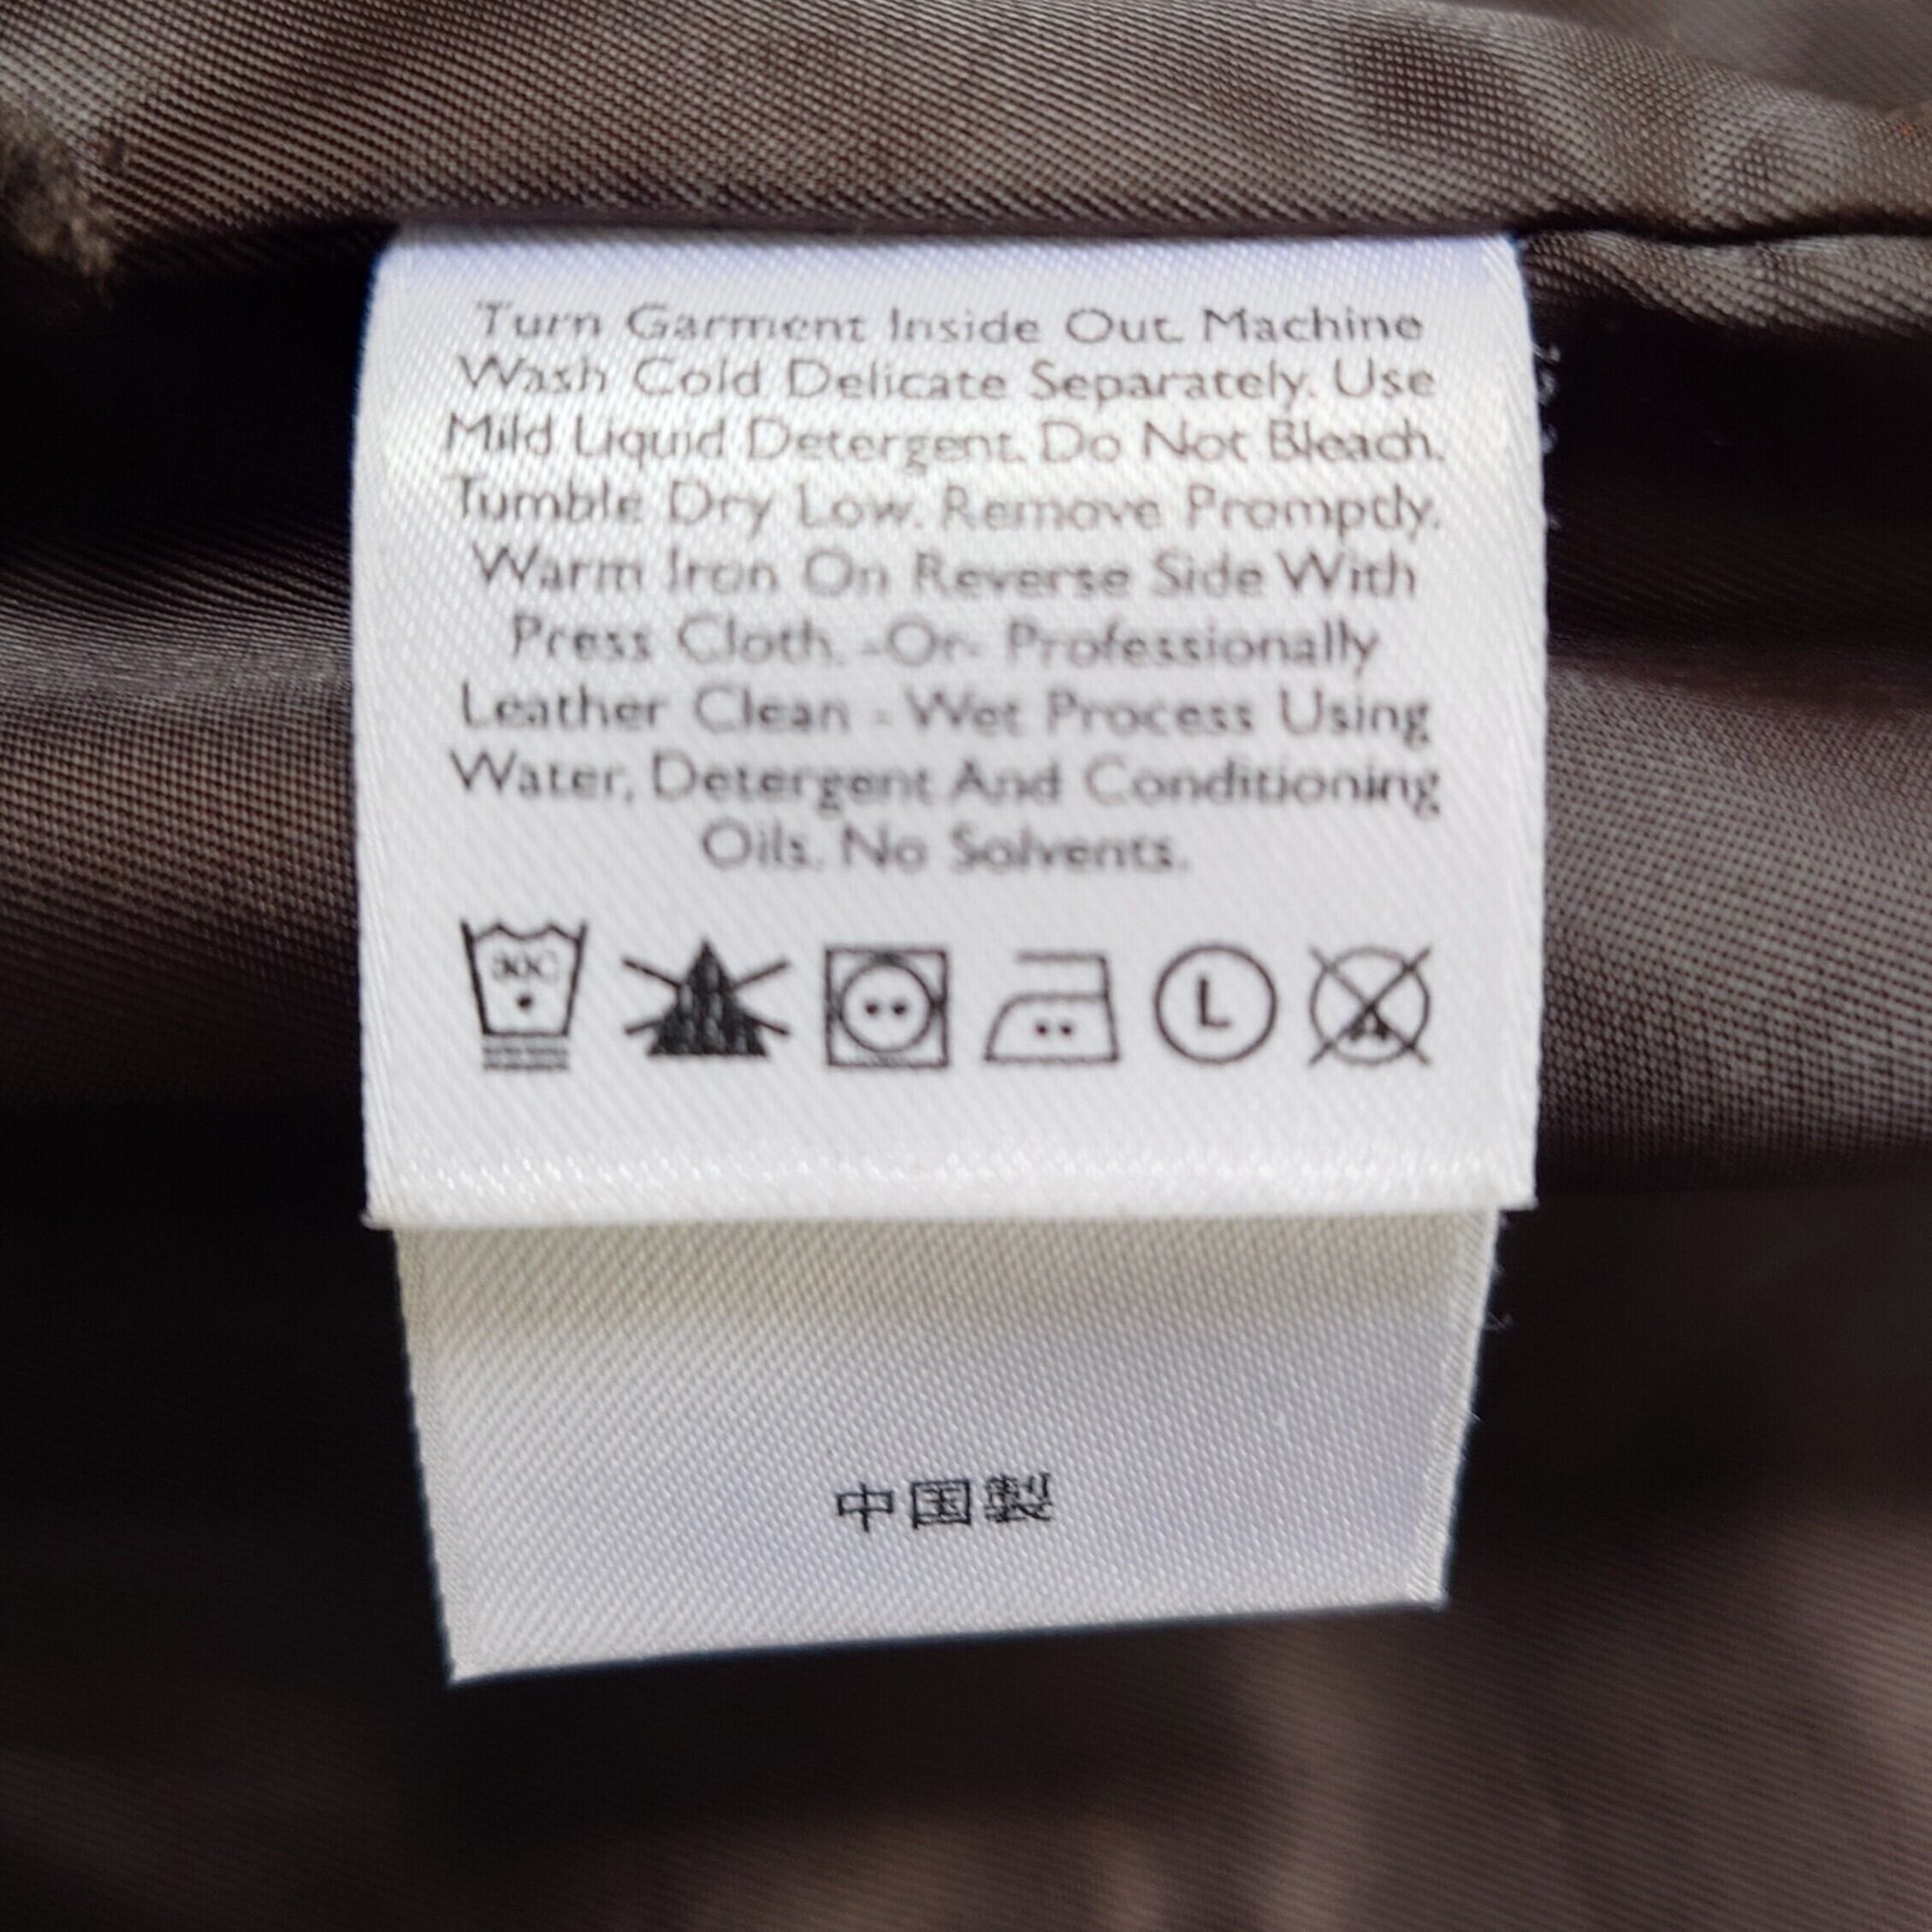 Turn Garment Inside Out. Machine
Wash Cold Delicate Separately. Use
Mild Liquid Detergent. Do Not Bleach.
Tumble Dry Low. Remove Promptly.
Warm Iron On Reverse Side With
Press Cloth. -Or- Professionally
Leather Clean - Wet Process Using
Water, Detergent And Conditioning
Oils. No Solvents.
L
中国製